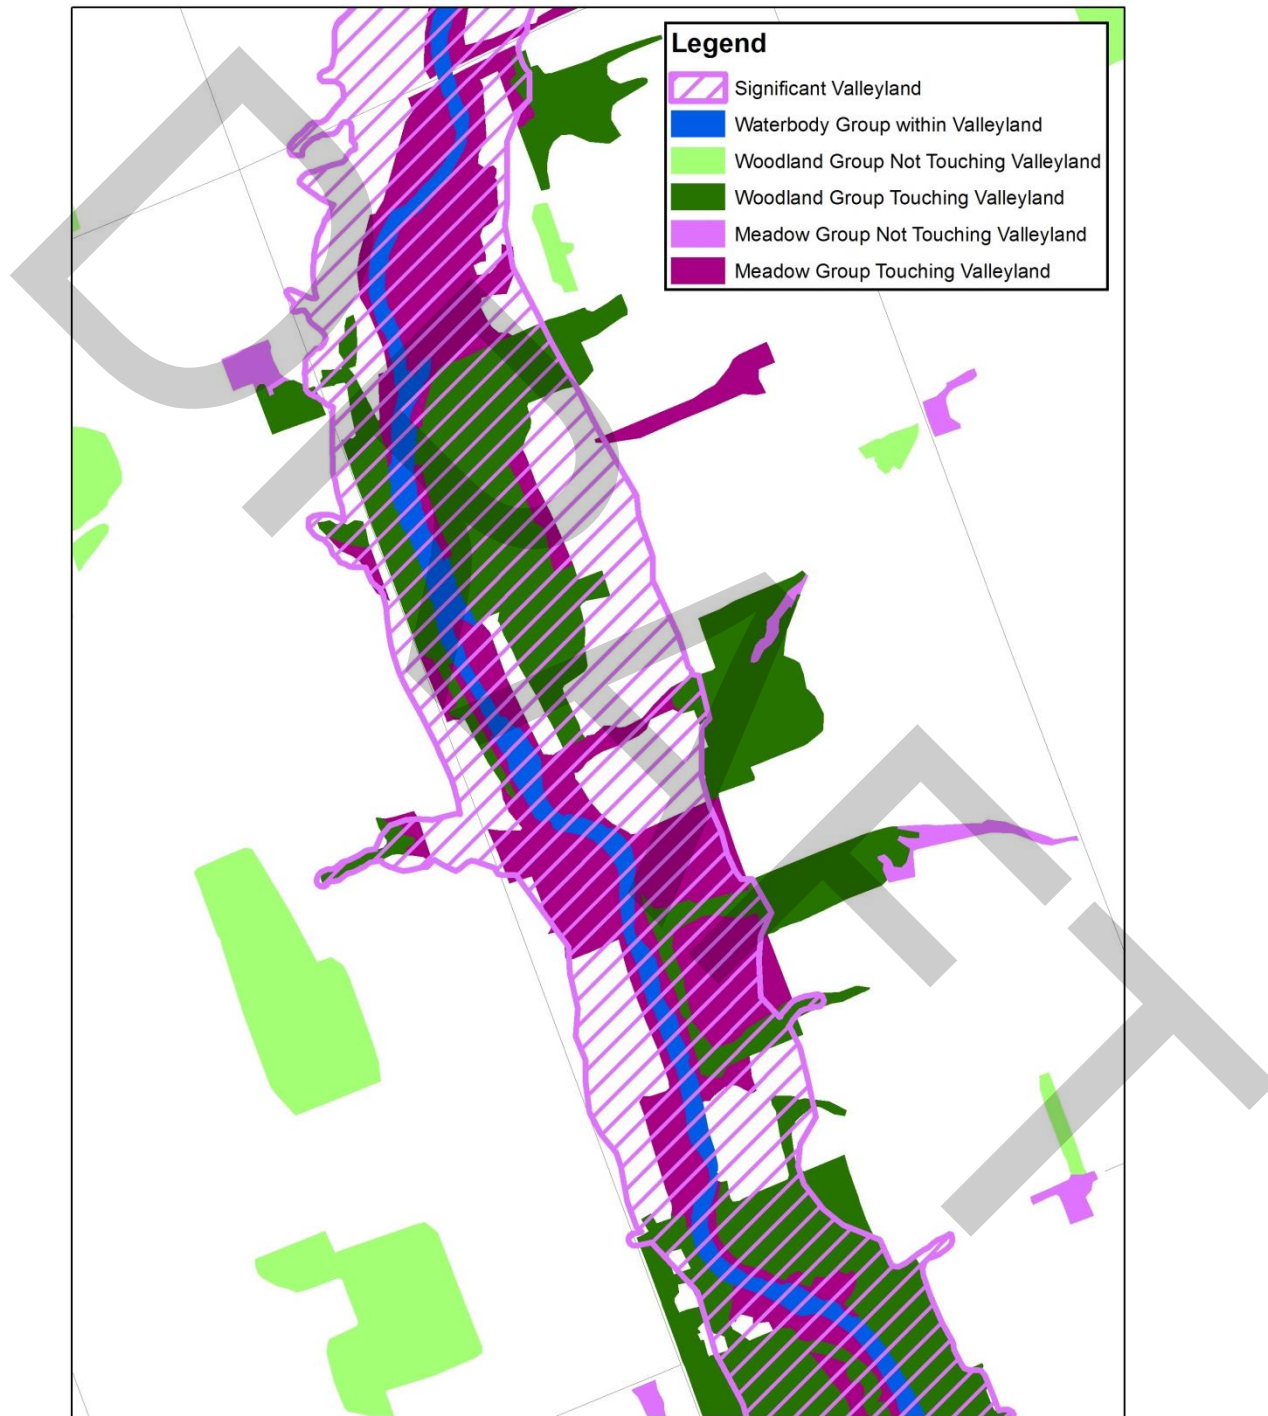 Legend
Significant Valleyland
Waterbody Group within Valleyland
Woodland Group Not Touching Valleyland
Woodland Group Touching Valleyland
Meadow Group Not Touching Valleyland
Meadow Group Touching Valleyland
DRAFT